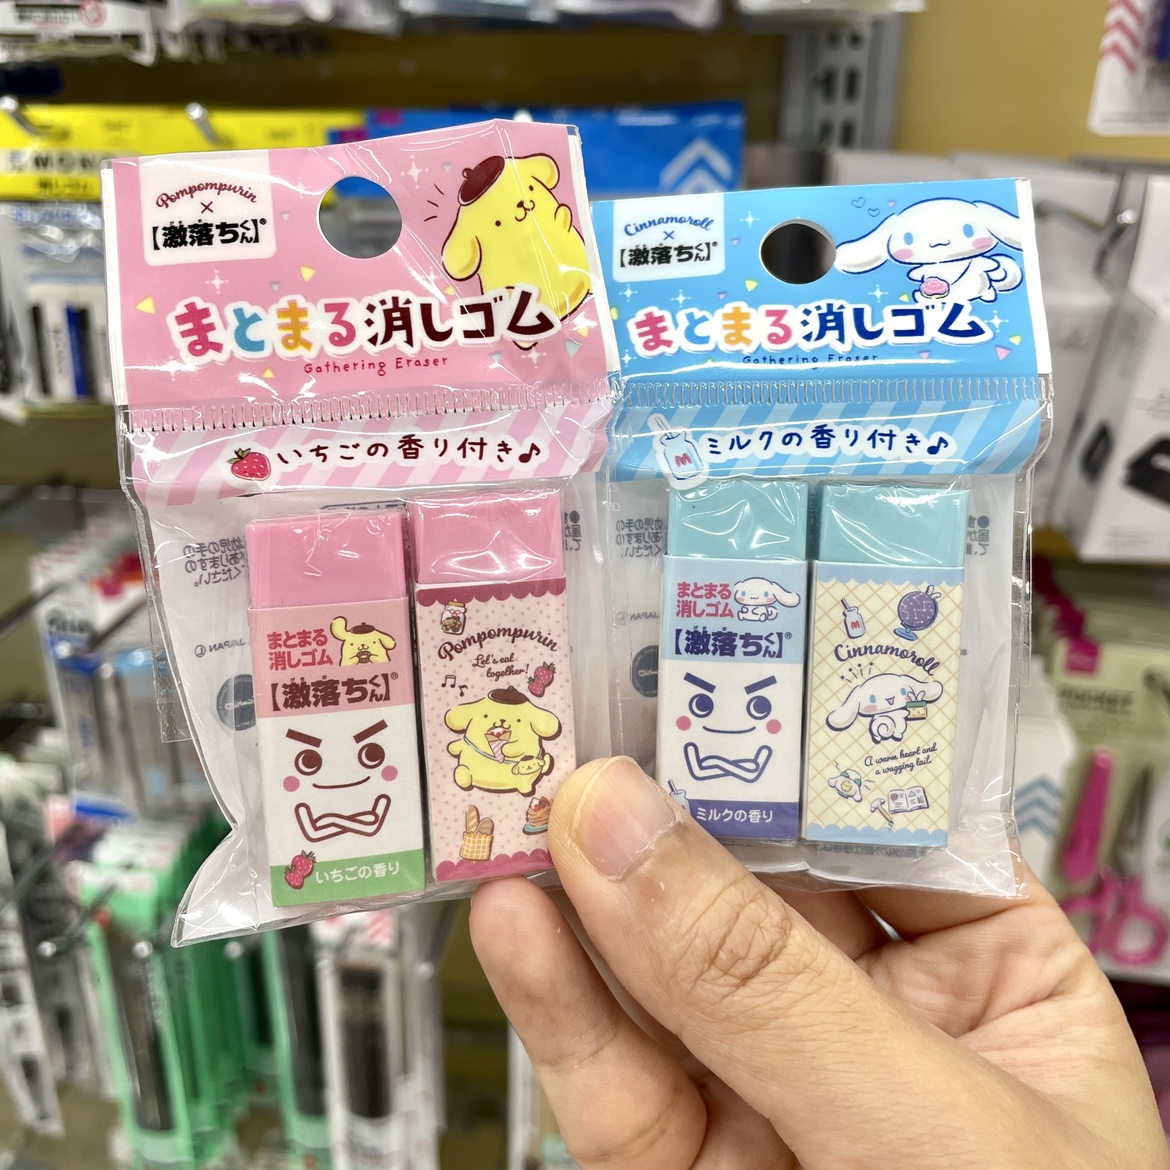 Pompompurin
×
【激落ちくん】®
まとまる消しゴム
Gathering Eraser
いちごの香り付き♪
まとまる
消しゴム
【激落ちくん】®
いちごの香り
Pompompurin
Let's eat
together!
Cinnamoroll
×
【激落ちくん】®
まとまる消しゴム
Gathering Eraser
M
ミルクの香り付き♪
まとまる
消しゴム
【激落ちくん】®
ミルクの香り
M
Cinnamoroll
A warm heart and
a wagging tail.
MONO